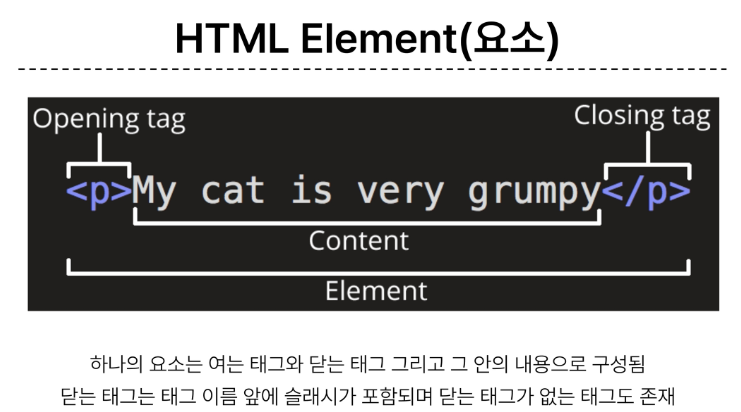 HTML Element(요소)
Opening tag
Closing tag
<p>My cat is very grumpy</p>
Content
Element
하나의 요소는 여는 태그와 닫는 태그 그리고 그 안의 내용으로 구성됨
닫는 태그는 태그 이름 앞에 슬래시가 포함되며 닫는 태그가 없는 태그도 존재